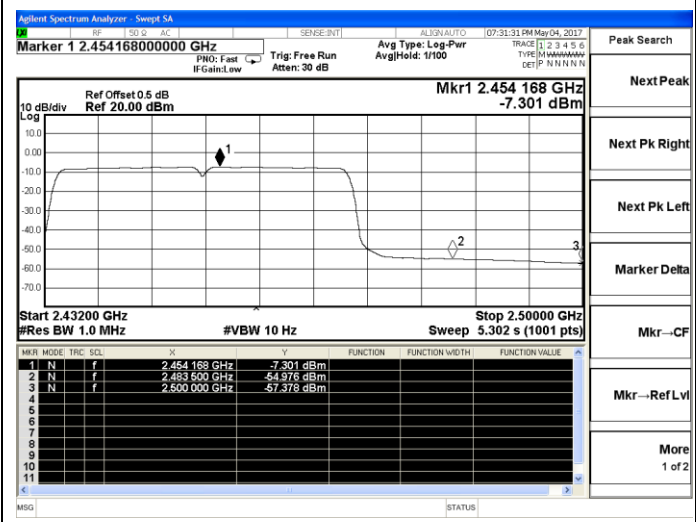 Agilent Spectrum Analyzer - Swept SA
RF 50 Ω AC SENSE:INT ALIGN AUTO 07:31:31 PM May 04, 2017
Marker 1 2.454168000000 GHz
PNO: Fast
IFGain:Low
Trig: Free Run
Atten: 30 dB
Avg Type: Log-Pwr
Avg|Hold: 1/100
TRACE 1 2 3 4 5 6
TYPE M
DET P N N N N N
Peak Search
Next Peak
Next Pk Right
Next Pk Left
Marker Delta
Mkr→CF
Mkr→Ref Lvl
More
1 of 2
Mkr1 2.454 168 GHz
-7.301 dBm
Ref Offset 0.5 dB
10 dB/div Ref 20.00 dBm
Log
10.0
0.00
-10.0
-20.0
-30.0
-40.0
-50.0
-60.0
-70.0
1
2
3
Start 2.43200 GHz Stop 2.50000 GHz
#Res BW 1.0 MHz #VBW 10 Hz Sweep 5.302 s (1001 pts)
MKR MODE TRC SCL X Y FUNCTION FUNCTION WIDTH FUNCTION VALUE
1 N f 2.454 168 GHz -7.301 dBm
2 N f 2.483 500 GHz -54.976 dBm
3 N f 2.500 000 GHz -57.378 dBm
4
5
6
7
8
9
10
11
MSG STATUS